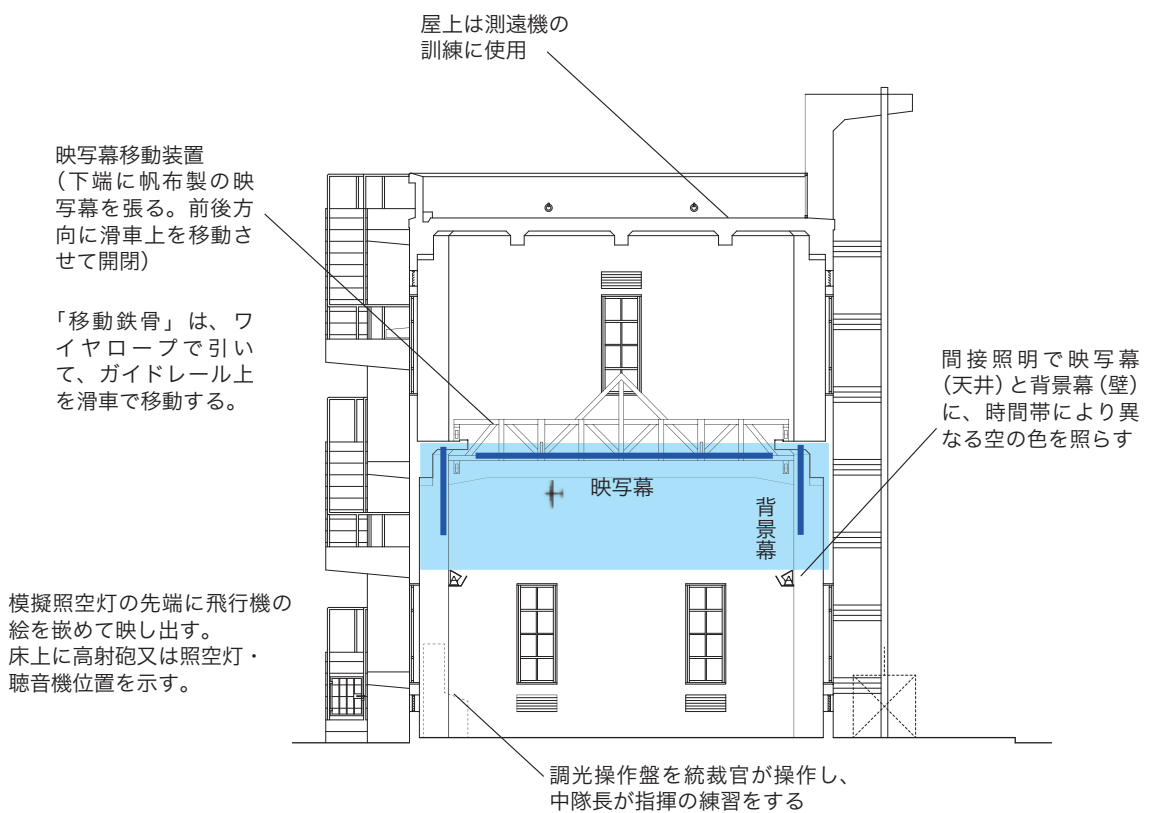 屋上は測遠機の
訓練に使用
映写幕移動装置
（下端に帆布製の映
写幕を張る。前後方
向に滑車上を移動さ
せて開閉）
「移動鉄骨」は、ワ
イヤロープで引い
て、ガイドレール上
を滑車で移動する。
間接照明で映写幕
（天井）と背景幕（壁）
に、時間帯により異
なる空の色を照らす
映写幕
背景幕
模擬照空灯の先端に飛行機の
絵を嵌めて映し出す。
床上に高射砲又は照空灯・
聴音機位置を示す。
調光操作盤を統裁官が操作し、
中隊長が指揮の練習をする